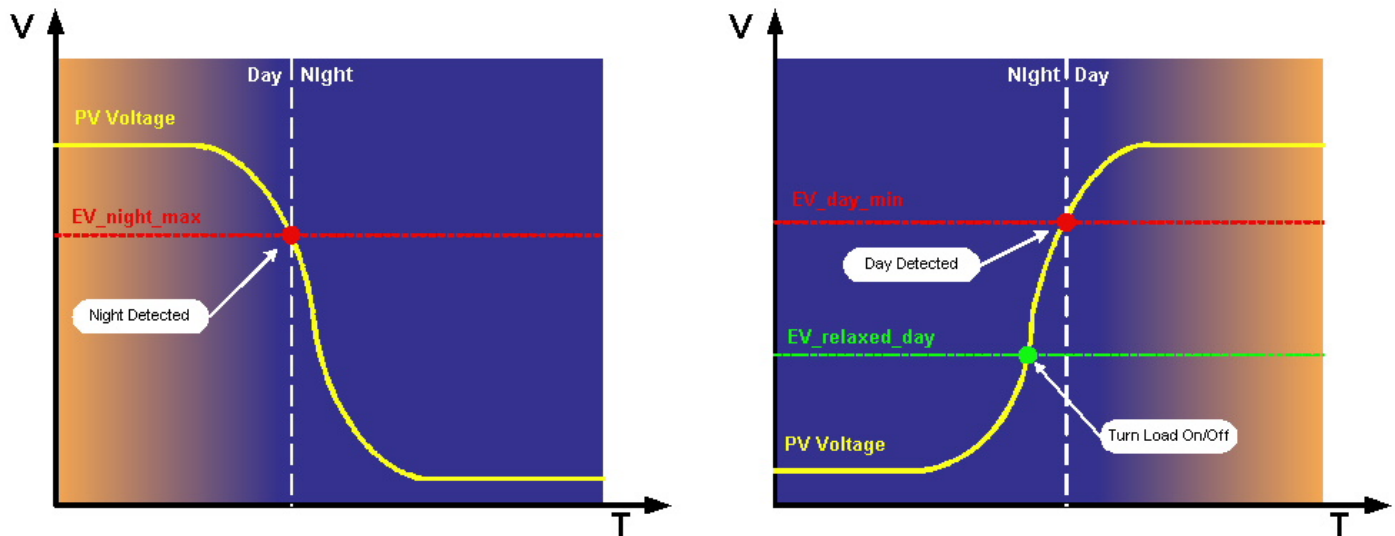 V
Day NIght
PV Voltage
EV_night_max
Night Detected
T
V
NIght Day
EV_day_min
Day Detected
EV_relaxed_day
Turn Load On/Off
PV Voltage
T